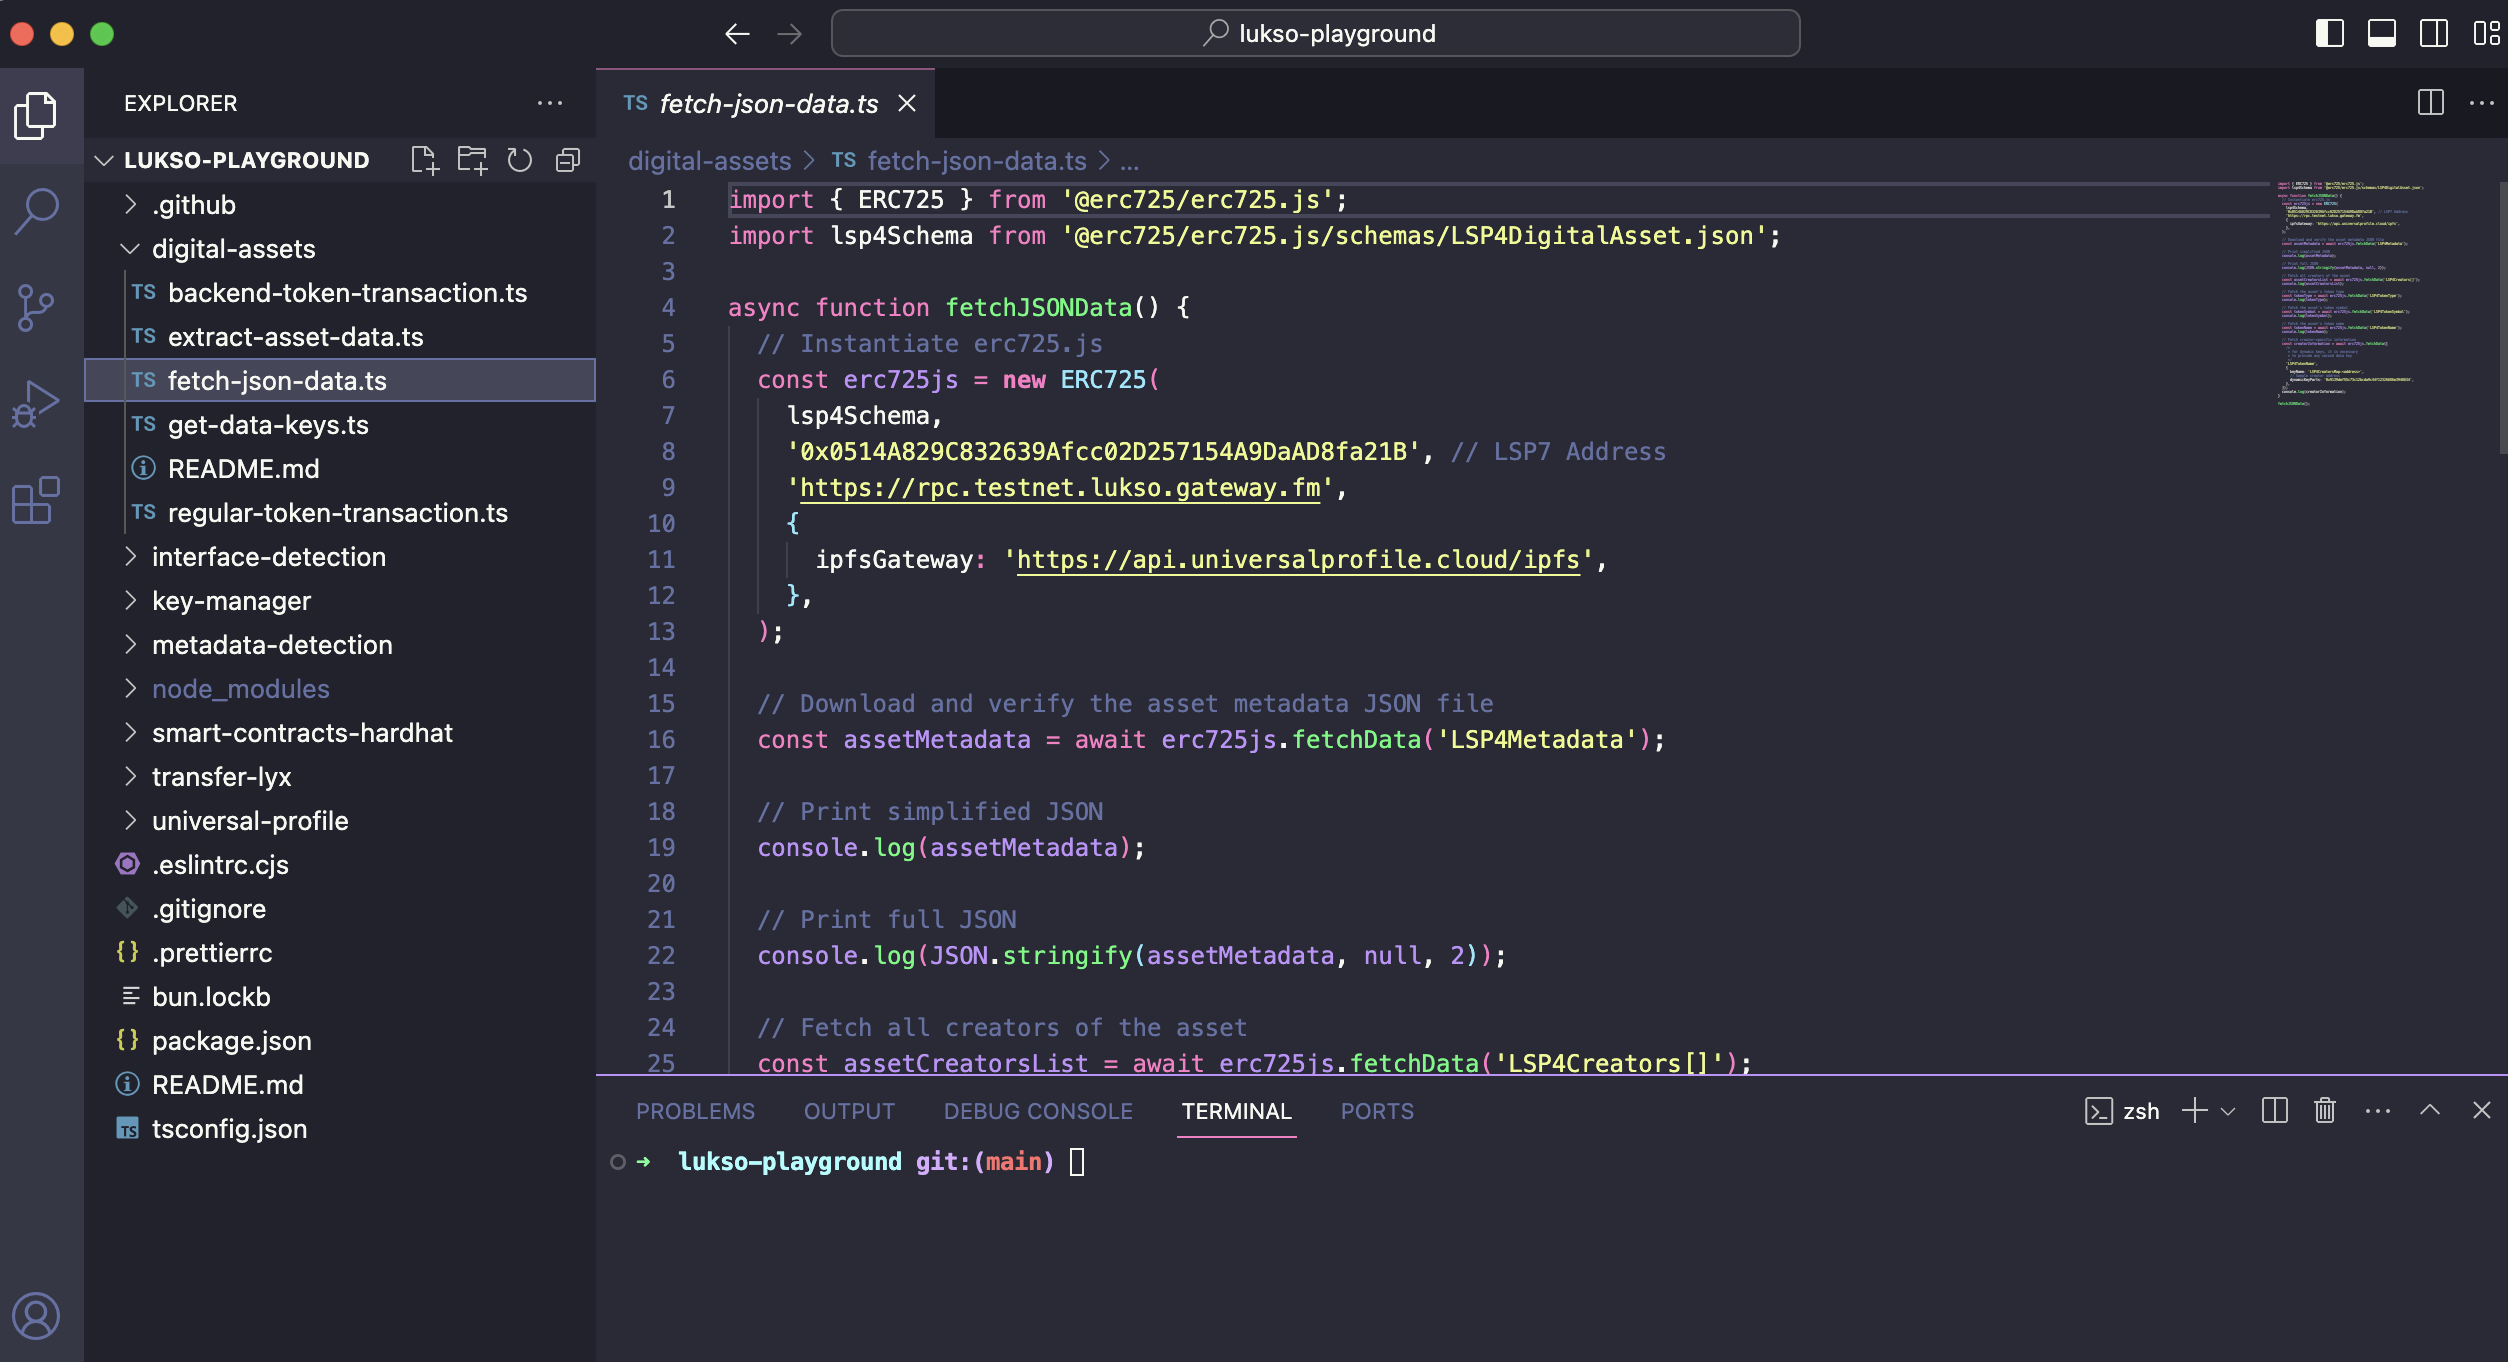 lukso-playground
EXPLORER
LUKSO-PLAYGROUND
.github
digital-assets
TS backend-token-transaction.ts
TS extract-asset-data.ts
TS fetch-json-data.ts
TS get-data-keys.ts
README.md
TS regular-token-transaction.ts
interface-detection
key-manager
metadata-detection
node_modules
smart-contracts-hardhat
transfer-lyx
universal-profile
.eslintrc.cjs
.gitignore
{} .prettierrc
bun.lockb
{} package.json
README.md
TS tsconfig.json
TS fetch-json-data.ts
digital-assets > TS fetch-json-data.ts > ...
1 import { ERC725 } from '@erc725/erc725.js';
2 import lsp4Schema from '@erc725/erc725.js/schemas/LSP4DigitalAsset.json';
3
4 async function fetchJSONData() {
5 // Instantiate erc725.js
6 const erc725js = new ERC725(
7 lsp4Schema,
8 '0x0514A829C832639Afcc02D257154A9DaAD8fa21B', // LSP7 Address
9 'https://rpc.testnet.lukso.gateway.fm',
10 {
11 ipfsGateway: 'https://api.universalprofile.cloud/ipfs',
12 },
13 );
14
15 // Download and verify the asset metadata JSON file
16 const assetMetadata = await erc725js.fetchData('LSP4Metadata');
17
18 // Print simplified JSON
19 console.log(assetMetadata);
20
21 // Print full JSON
22 console.log(JSON.stringify(assetMetadata, null, 2));
23
24 // Fetch all creators of the asset
25 const assetCreatorsList = await erc725js.fetchData('LSP4Creators[]');
PROBLEMS OUTPUT DEBUG CONSOLE TERMINAL PORTS
zsh
➜ lukso-playground git:(main)